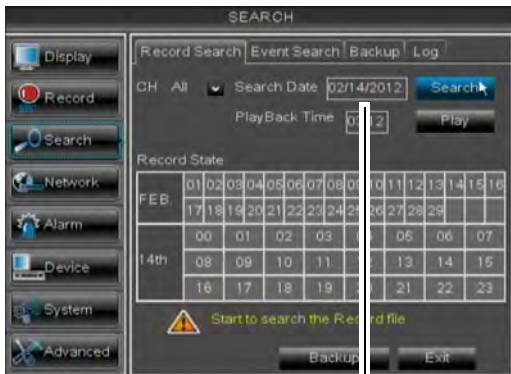 SEARCH
Display
Record
Search
Network
Alarm
Device
System
Advanced
Record Search Event Search Backup Log
CH All Search Date 02/14/2012 Search
PlayBack Time Play
Record State
FEB.
01 02 03 04 05 06 07 08 09 10 11 12 13 14 15 16
17 18 19 20 21 22 23 24 25 26 27 28 29
14th
00 01 02 03 05 06 07
08 09 10 11 13 14 15
16 17 18 19 21 22 23
Start to search the Record file
Backup Exit